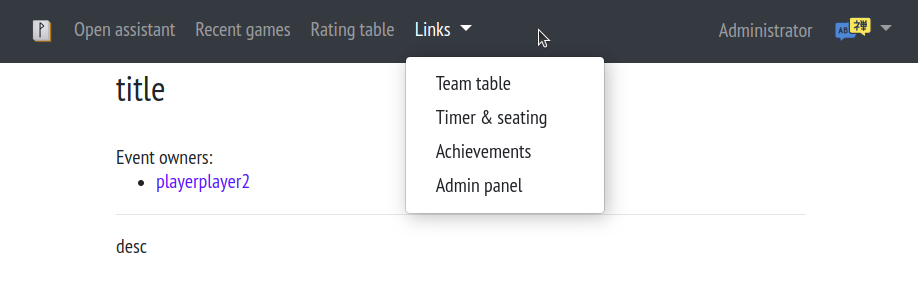 Open assistant Recent games Rating table Links Administrator
Team table
Timer & seating
Achievements
Admin panel
title
Event owners:
playerplayer2
desc